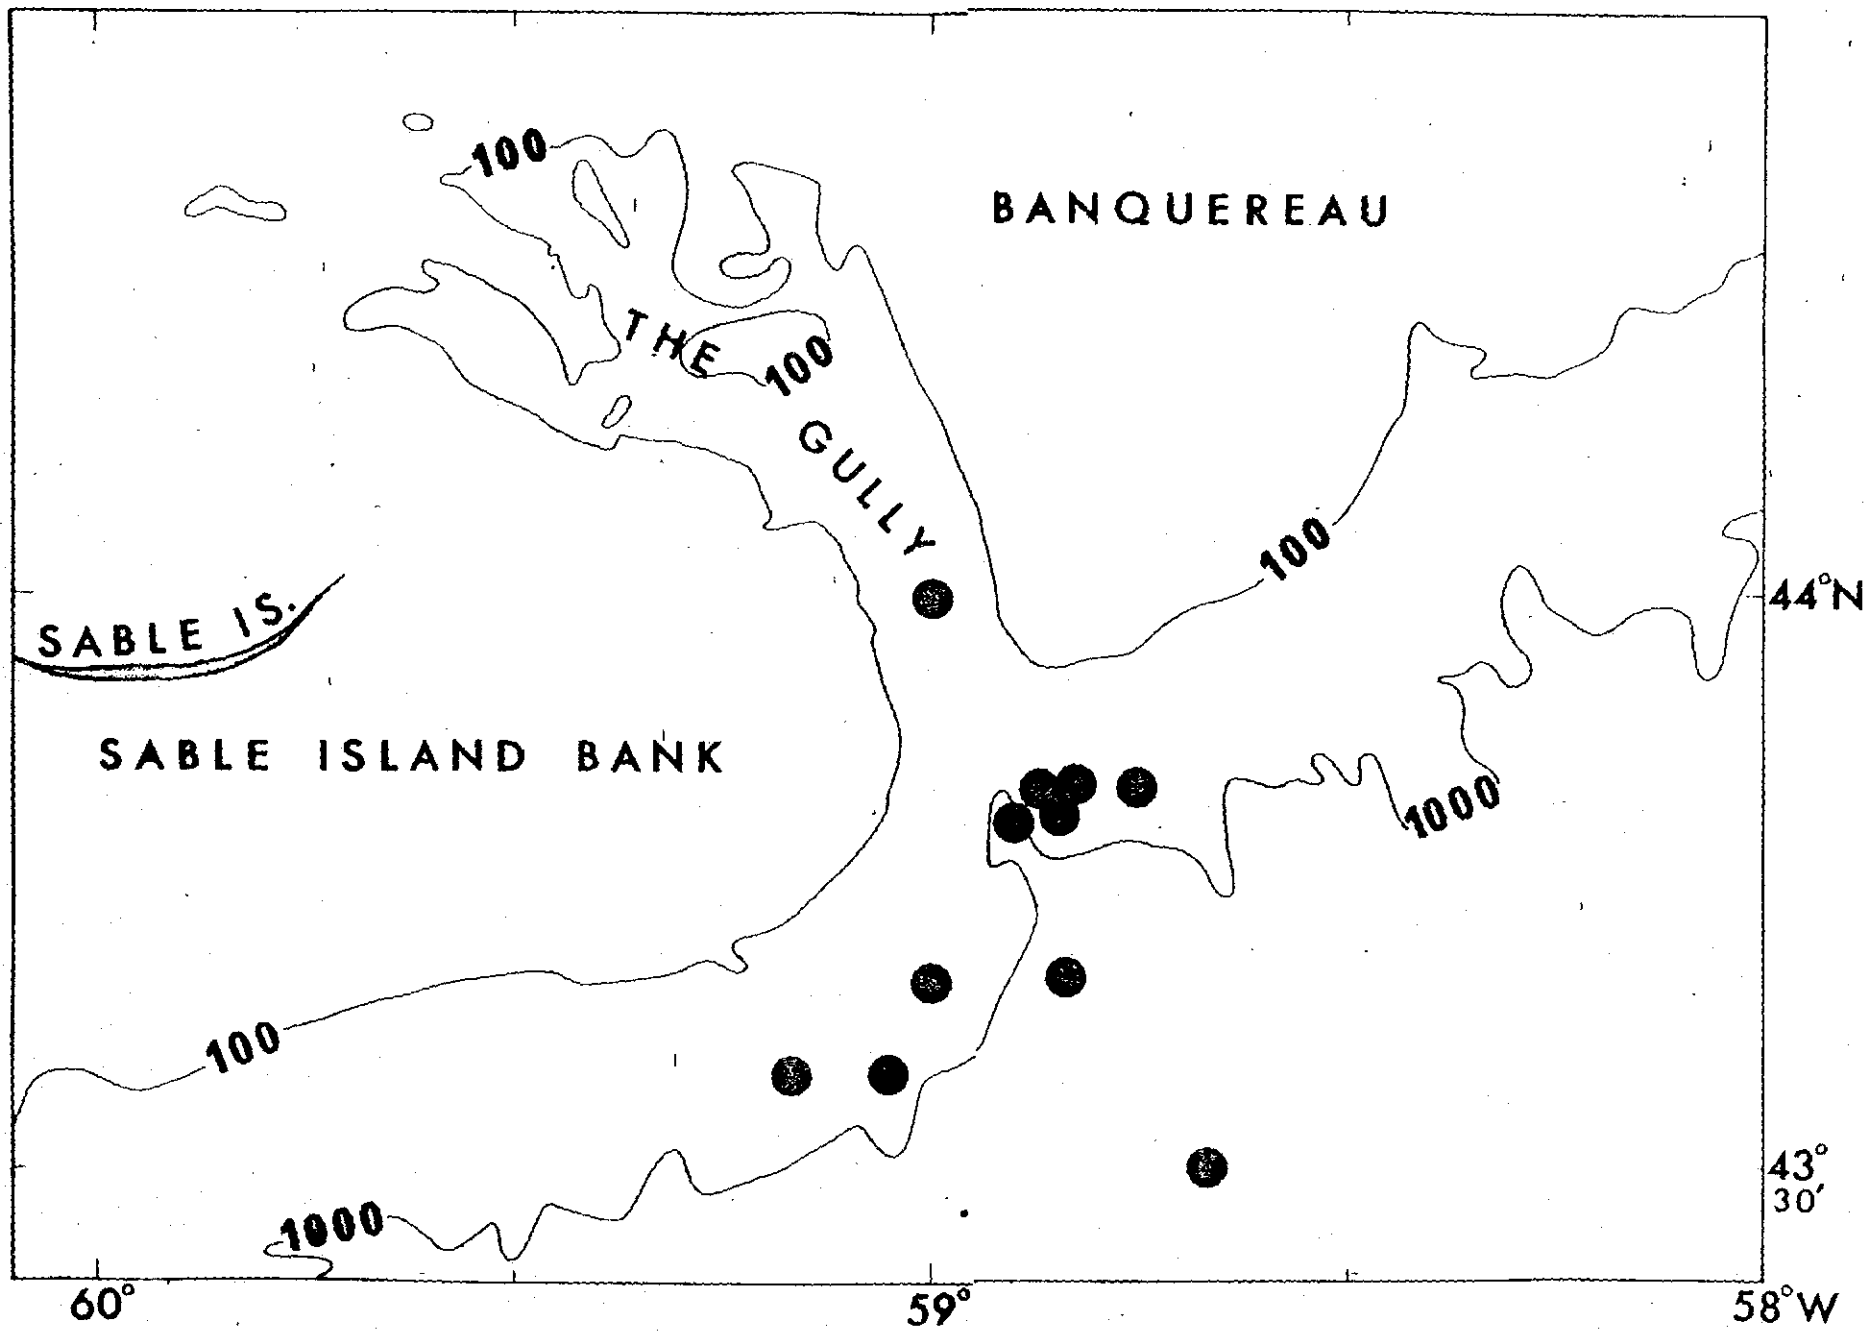 100
BANQUEREAU
THE
100
GULLY
100
44°N
SABLE IS.
SABLE ISLAND BANK
1000
100
43°
30'
1000
60°
59°
58°W